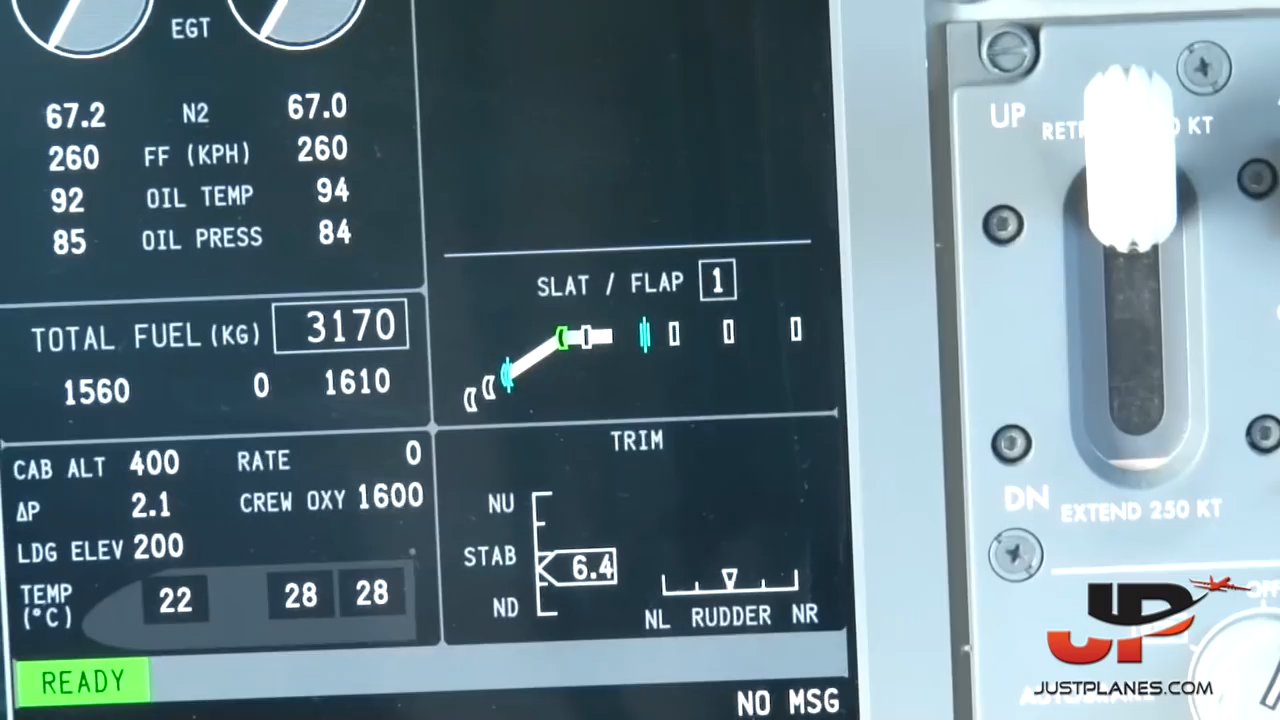 EGT
67.2 N2 67.0
260 FF (KPH) 260
92 OIL TEMP 94
85 OIL PRESS 84
TOTAL FUEL (KG) 3170
1560 0 1610
CAB ALT 400 RATE 0
ΔP 2.1 CREW OXY 1600
LDG ELEV 200
TEMP
(°C) 22 28 28
READY
SLAT / FLAP 1
TRIM
NU
STAB 6.4
ND
NL RUDDER NR
NO MSG
UP
KT
DN
EXTEND 250 KT
JP
JUSTPLANES.COM